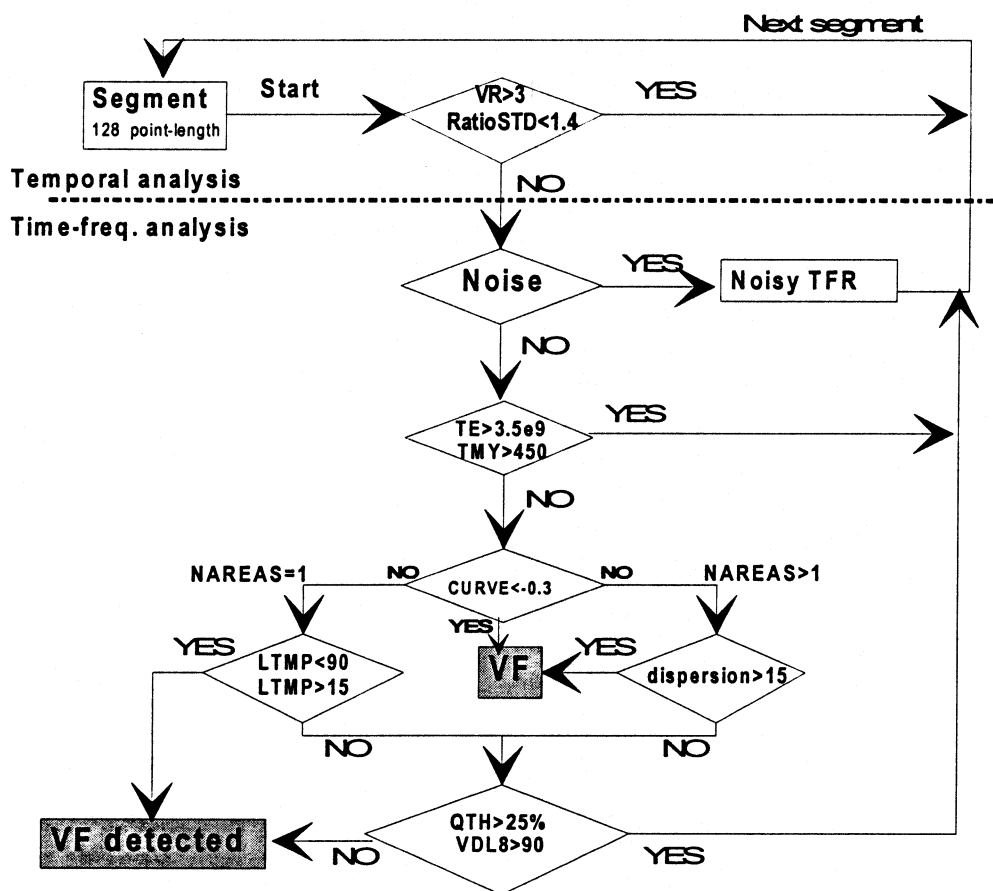 Next segment
Segment
128 point-length
Start
VR>3
RatioSTD<1.4
YES
Temporal analysis
NO
Time-freq. analysis
Noise
YES
Noisy TFR
NO
TE>3.5e9
TMY>450
YES
NO
NAREAS=1
NO
CURVE<-0.3
NO
NAREAS>1
YES
YES
LTMP<90
LTMP>15
VF
YES
dispersion>15
NO
NO
VF detected
NO
QTH>25%
VDL8>90
YES